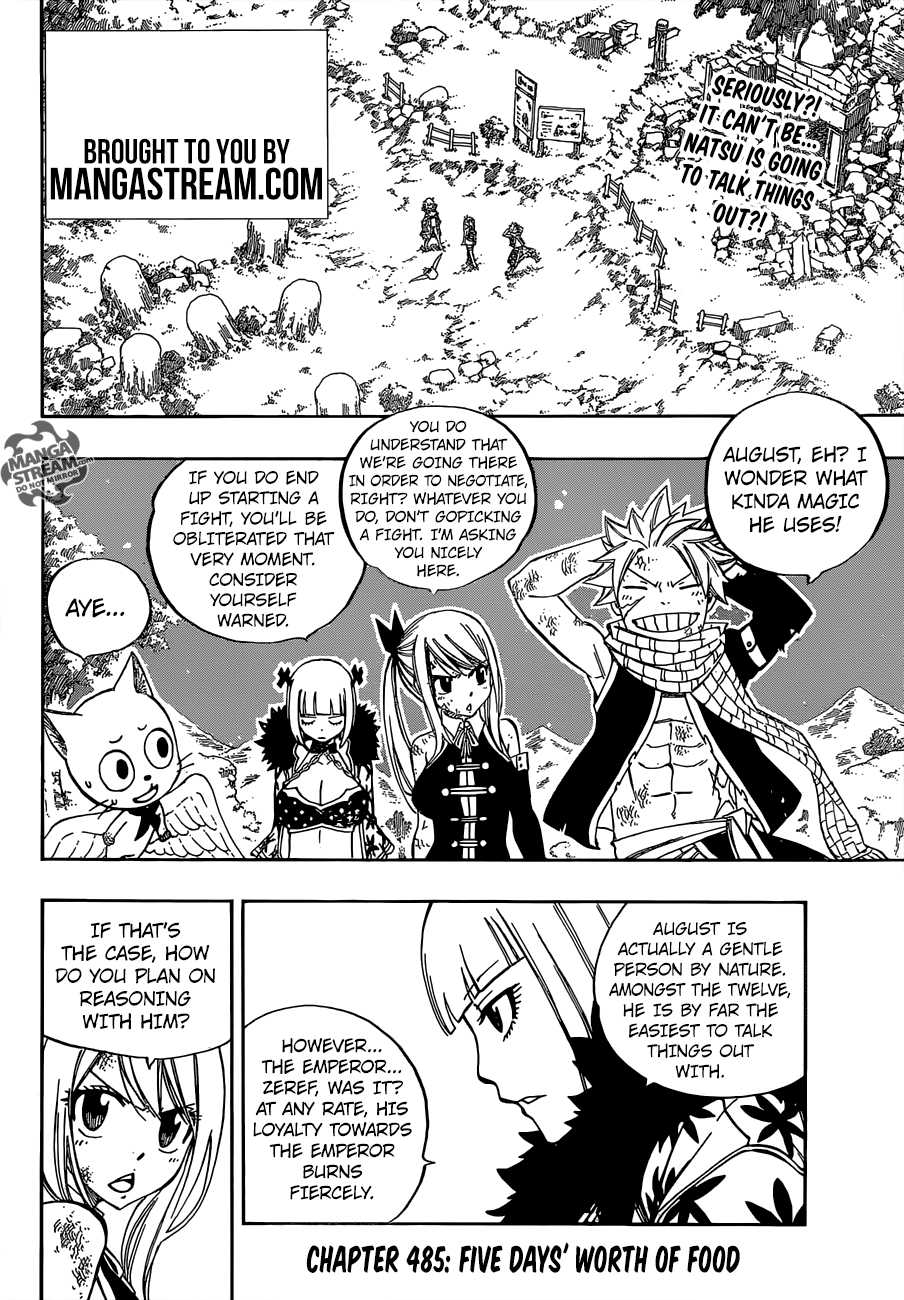 BROUGHT TO YOU BY
MANGASTREAM.COM
SERIOUSLY?!
IT CAN'T BE...
NATSU IS GOING
TO TALK THINGS
OUT?!
MANGA
STREAM.com
DO NOT MIRROR
AUGUST, EH? I
WONDER WHAT
KINDA MAGIC
HE USES!
YOU DO
UNDERSTAND THAT
WE'RE GOING THERE
IN ORDER TO NEGOTIATE,
RIGHT? WHATEVER YOU
DO, DON'T GOPICKING
A FIGHT. I'M ASKING
YOU NICELY
HERE.
IF YOU DO END
UP STARTING A
FIGHT, YOU'LL BE
OBLITERATED THAT
VERY MOMENT.
CONSIDER
YOURSELF
WARNED.
AYE...
AUGUST IS
ACTUALLY A GENTLE
PERSON BY NATURE.
AMONGST THE TWELVE,
HE IS BY FAR THE
EASIEST TO TALK
THINGS OUT
WITH.
HOWEVER...
THE EMPEROR...
ZEREF, WAS IT?
AT ANY RATE, HIS
LOYALTY TOWARDS
THE EMPEROR
BURNS
FIERCELY.
IF THAT'S
THE CASE, HOW
DO YOU PLAN ON
REASONING
WITH HIM?
CHAPTER 485: FIVE DAYS' WORTH OF FOOD